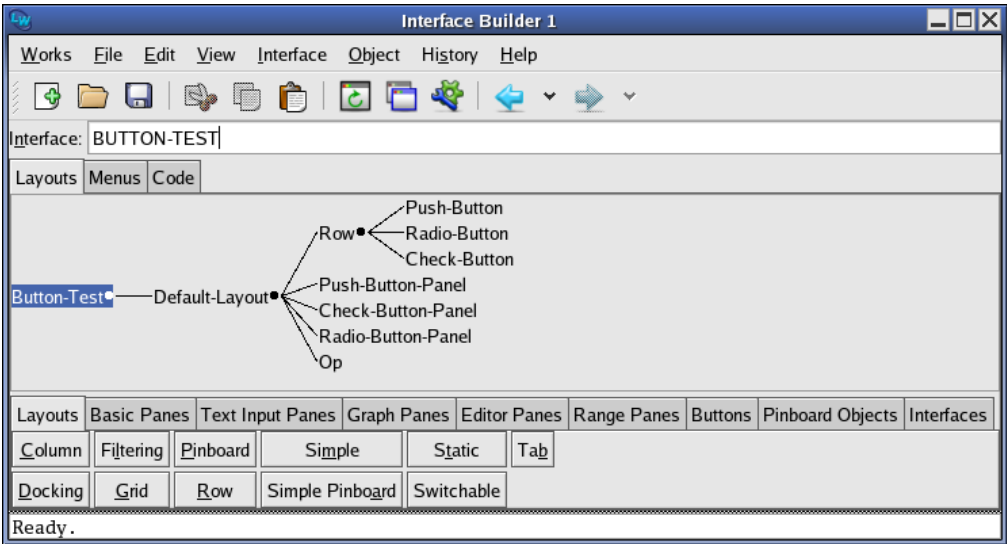 LW Interface Builder 1
Works File Edit View Interface Object History Help
Interface: BUTTON-TEST
Layouts Menus Code
Push-Button
Row Radio-Button
Check-Button
Push-Button-Panel
Button-Test Default-Layout
Check-Button-Panel
Radio-Button-Panel
Op
Layouts Basic Panes Text Input Panes Graph Panes Editor Panes Range Panes Buttons Pinboard Objects Interfaces
Column Filtering Pinboard Simple Static Tab
Docking Grid Row Simple Pinboard Switchable
Ready.